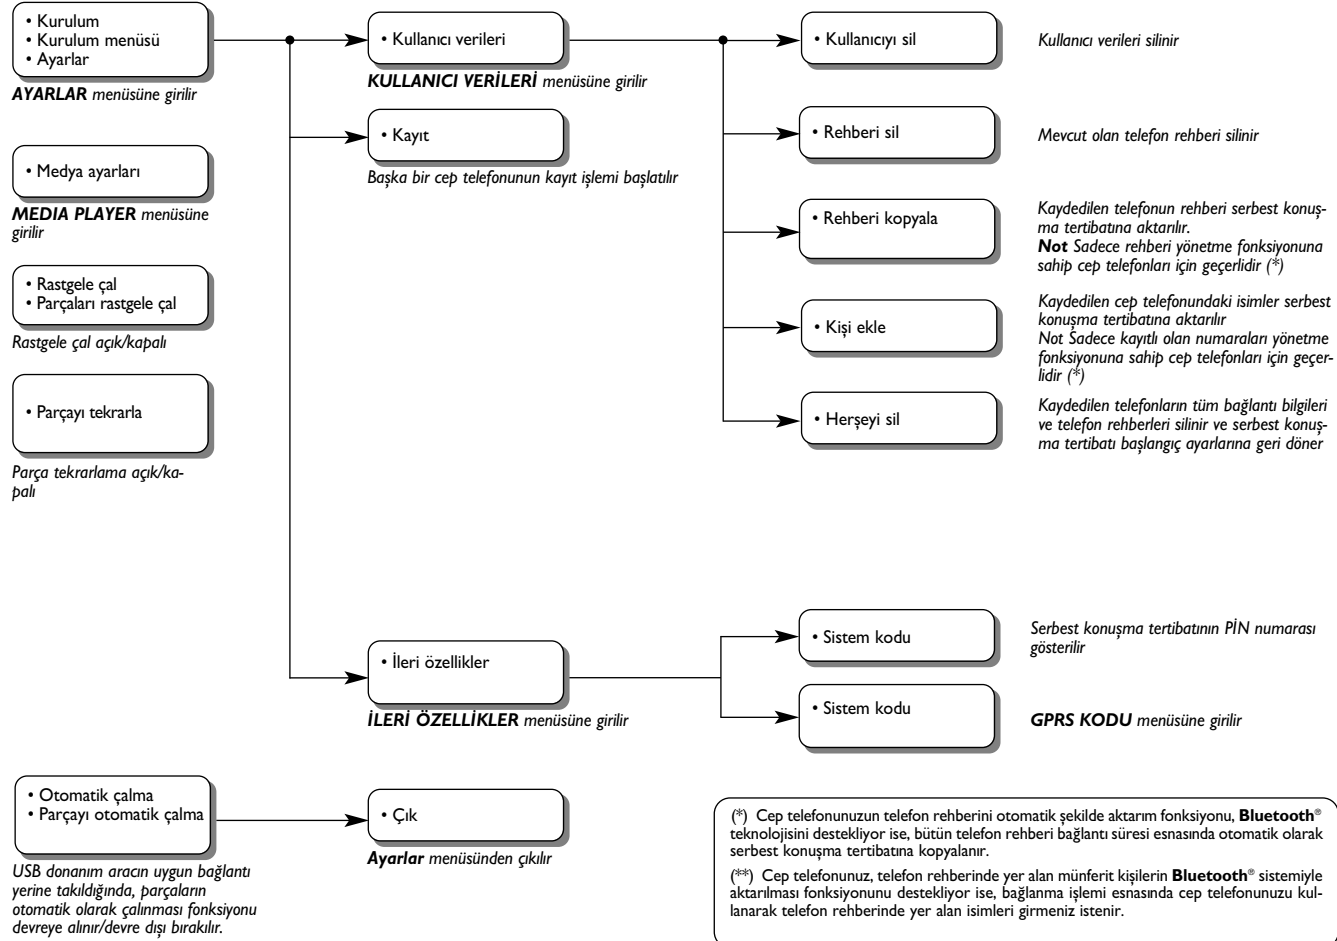 • Kurulum
• Kurulum menüsü
• Ayarlar
AYARLAR menüsüne girilir
• Kullanıcı verileri
KULLANICI VERİLERİ menüsüne girilir
• Kullanıcıyı sil
Kullanıcı verileri silinir
• Kayıt
Başka bir cep telefonunun kayıt işlemi başlatılır
• Rehberi sil
Mevcut olan telefon rehberi silinir
• Medya ayarları
MEDIA PLAYER menüsüne
girilir
• Rehberi kopyala
Kaydedilen telefonun rehberi serbest konuş-
ma tertibatına aktarılır.
Not Sadece rehberi yönetme fonksiyonuna
sahip cep telefonları için geçerlidir (*)
• Rastgele çal
• Parçaları rastgele çal
Rastgele çal açık/kapalı
• Kişi ekle
Kaydedilen cep telefonundaki isimler serbest
konuşma tertibatına aktarılır
Not Sadece kayıtlı olan numaraları yönetme
fonksiyonuna sahip cep telefonları için geçer-
lidir (*)
• Parçayı tekrarla
Parça tekrarlama açık/ka-
palı
• Herşeyi sil
Kaydedilen telefonların tüm bağlantı bilgileri
ve telefon rehberleri silinir ve serbest konuş-
ma tertibatı başlangıç ayarlarına geri döner
• İleri özellikler
İLERİ ÖZELLİKLER menüsüne girilir
• Sistem kodu
Serbest konuşma tertibatının PİN numarası
gösterilir
• Sistem kodu
GPRS KODU menüsüne girilir
• Otomatik çalma
• Parçayı otomatik çalma
USB donanım aracın uygun bağlantı
yerine takıldığında, parçaların
otomatik olarak çalınması fonksiyonu
devreye alınır/devre dışı bırakılır.
• Çık
Ayarlar menüsünden çıkılır
(*) Cep telefonunuzun telefon rehberini otomatik şekilde aktarım fonksiyonu, Bluetooth®
teknolojisini destekliyor ise, bütün telefon rehberi bağlantı süresi esnasında otomatik olarak
serbest konuşma tertibatına kopyalanır.
(**) Cep telefonunuz, telefon rehberinde yer alan münferit kişilerin Bluetooth® sistemiyle
aktarılması fonksiyonunu destekliyor ise, bağlanma işlemi esnasında cep telefonunuzu kul-
lanarak telefon rehberinde yer alan isimleri girmeniz istenir.